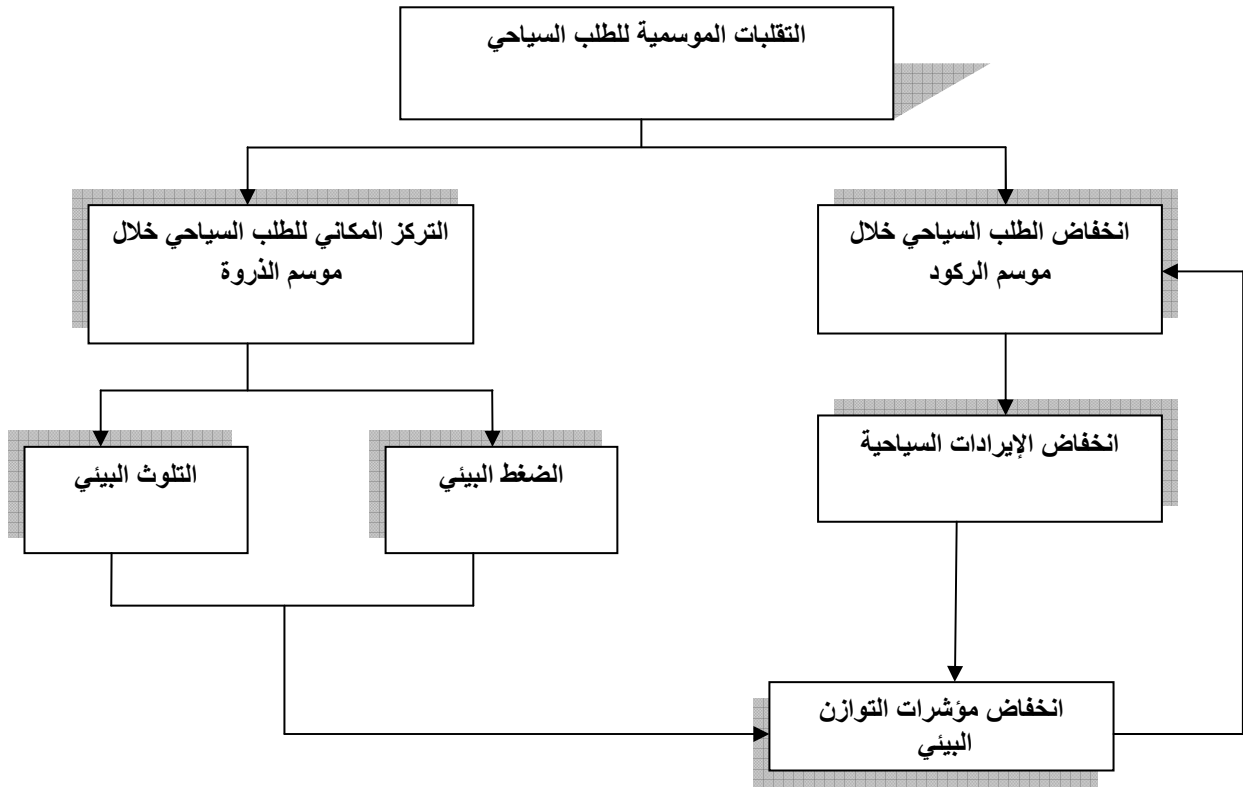 التقلبات الموسمية للطلب السياحي
انخفاض الطلب السياحي خلال
موسم الركود
التركز المكاني للطلب السياحي خلال
موسم الذروة
انخفاض الإيرادات السياحية
الضغط البيئي
التلوث البيئي
انخفاض مؤشرات التوازن
البيئي